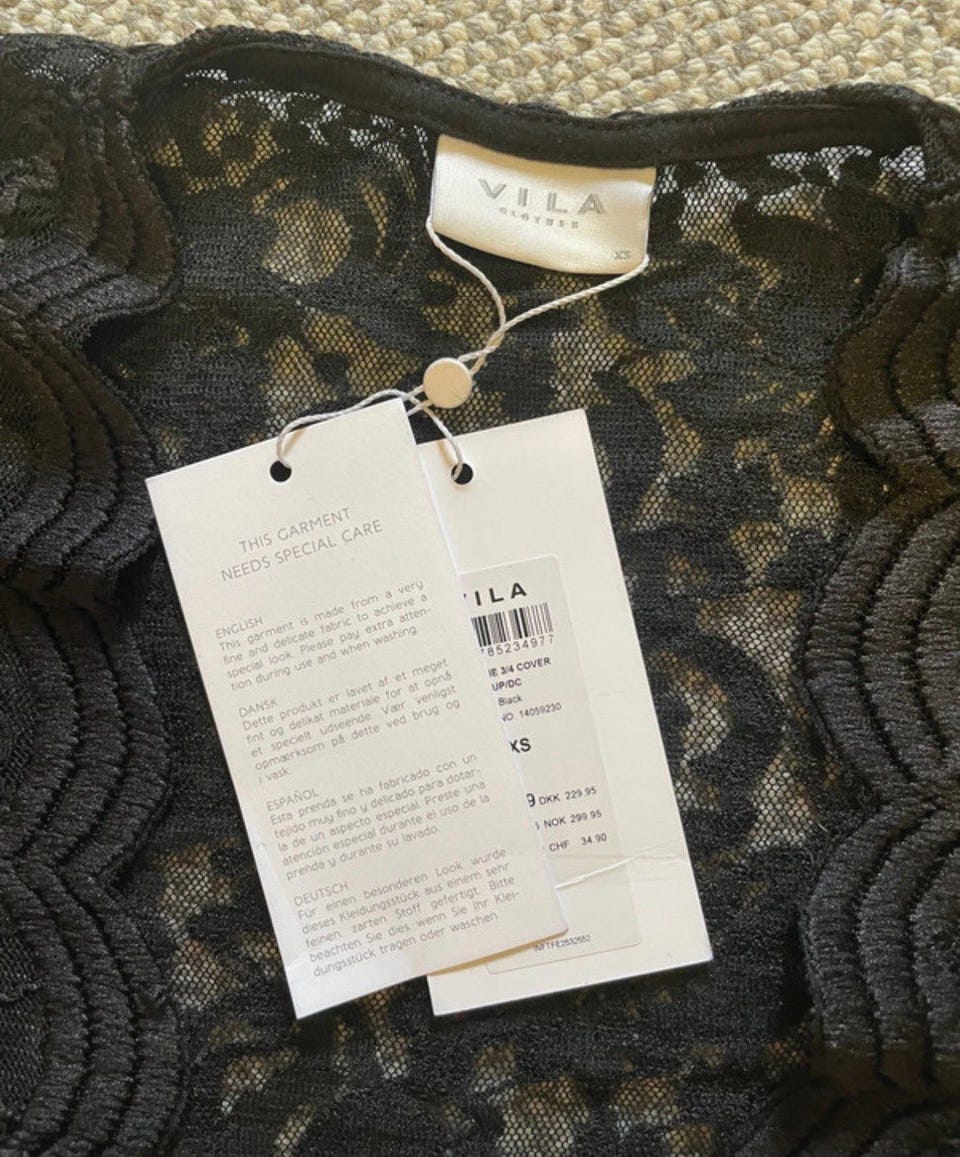 VILA
CLOTHES
XS
THIS GARMENT
NEEDS SPECIAL CARE
ENGLISH
This garment is made from a very
fine and delicate fabric to achieve a
special look. Please pay extra atten-
tion during use and when washing.
DANSK
Dette produkt er lavet af et meget
fint og delikat materiale for at opnå
et specielt udseende. Vær venligst
opmærksom på dette ved brug og
i vask.
ESPAÑOL
Esta prenda se ha fabricado con un
tejido muy fino y delicado para dotar-
la de un aspecto especial. Preste una
atención especial durante el uso de la
prenda y durante su lavado.
DEUTSCH
Für einen besonderen Look wurde
dieses Kleidungsstück aus einem sehr
feinen, zarten Stoff gefertigt. Bitte
beachten Sie dies wenn Sie Ihr Klei-
dungsstück tragen oder waschen.
VILA
785234977
3/4 COVER
UP/DC
Black
NO. 14059230
XS
9 DKK 229.95
NOK 299.95
CHF 34.90